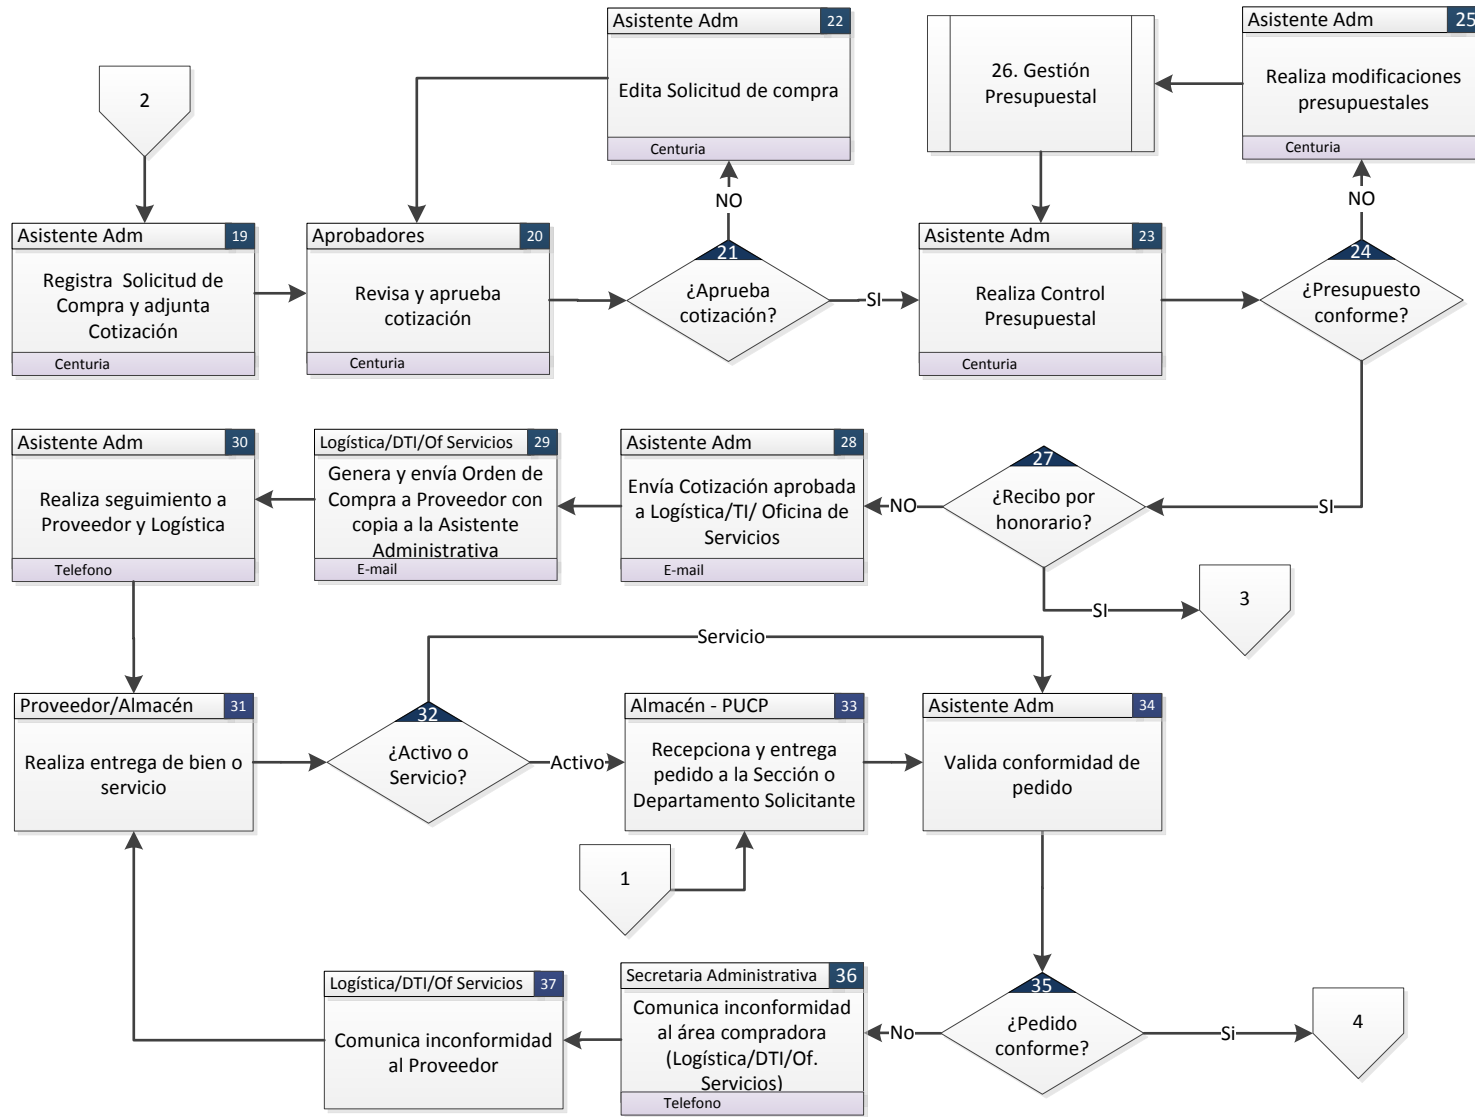 2
Asistente Adm 22
Edita Solicitud de compra
Centuria
26. Gestión
Presupuestal
Asistente Adm 25
Realiza modificaciones
presupuestales
Centuria
NO
NO
Asistente Adm 19
Registra Solicitud de
Compra y adjunta
Cotización
Centuria
Aprobadores 20
Revisa y aprueba
cotización
Centuria
21
¿Aprueba
cotización?
SI
Asistente Adm 23
Realiza Control
Presupuestal
Centuria
24
¿Presupuesto
conforme?
Asistente Adm 30
Realiza seguimiento a
Proveedor y Logística
Telefono
Logística/DTI/Of Servicios 29
Genera y envía Orden de
Compra a Proveedor con
copia a la Asistente
Administrativa
E-mail
Asistente Adm 28
Envía Cotización aprobada
a Logística/TI/ Oficina de
Servicios
E-mail
NO
27
¿Recibo por
honorario?
SI
SI
3
Servicio
Proveedor/Almacén 31
Realiza entrega de bien o
servicio
32
¿Activo o
Servicio?
Activo
Almacén - PUCP 33
Recepciona y entrega
pedido a la Sección o
Departamento Solicitante
Asistente Adm 34
Valida conformidad de
pedido
1
Logística/DTI/Of Servicios 37
Comunica inconformidad
al Proveedor
Secretaria Administrativa 36
Comunica inconformidad
al área compradora
(Logística/DTI/Of.
Servicios)
Telefono
No
35
¿Pedido
conforme?
Si
4